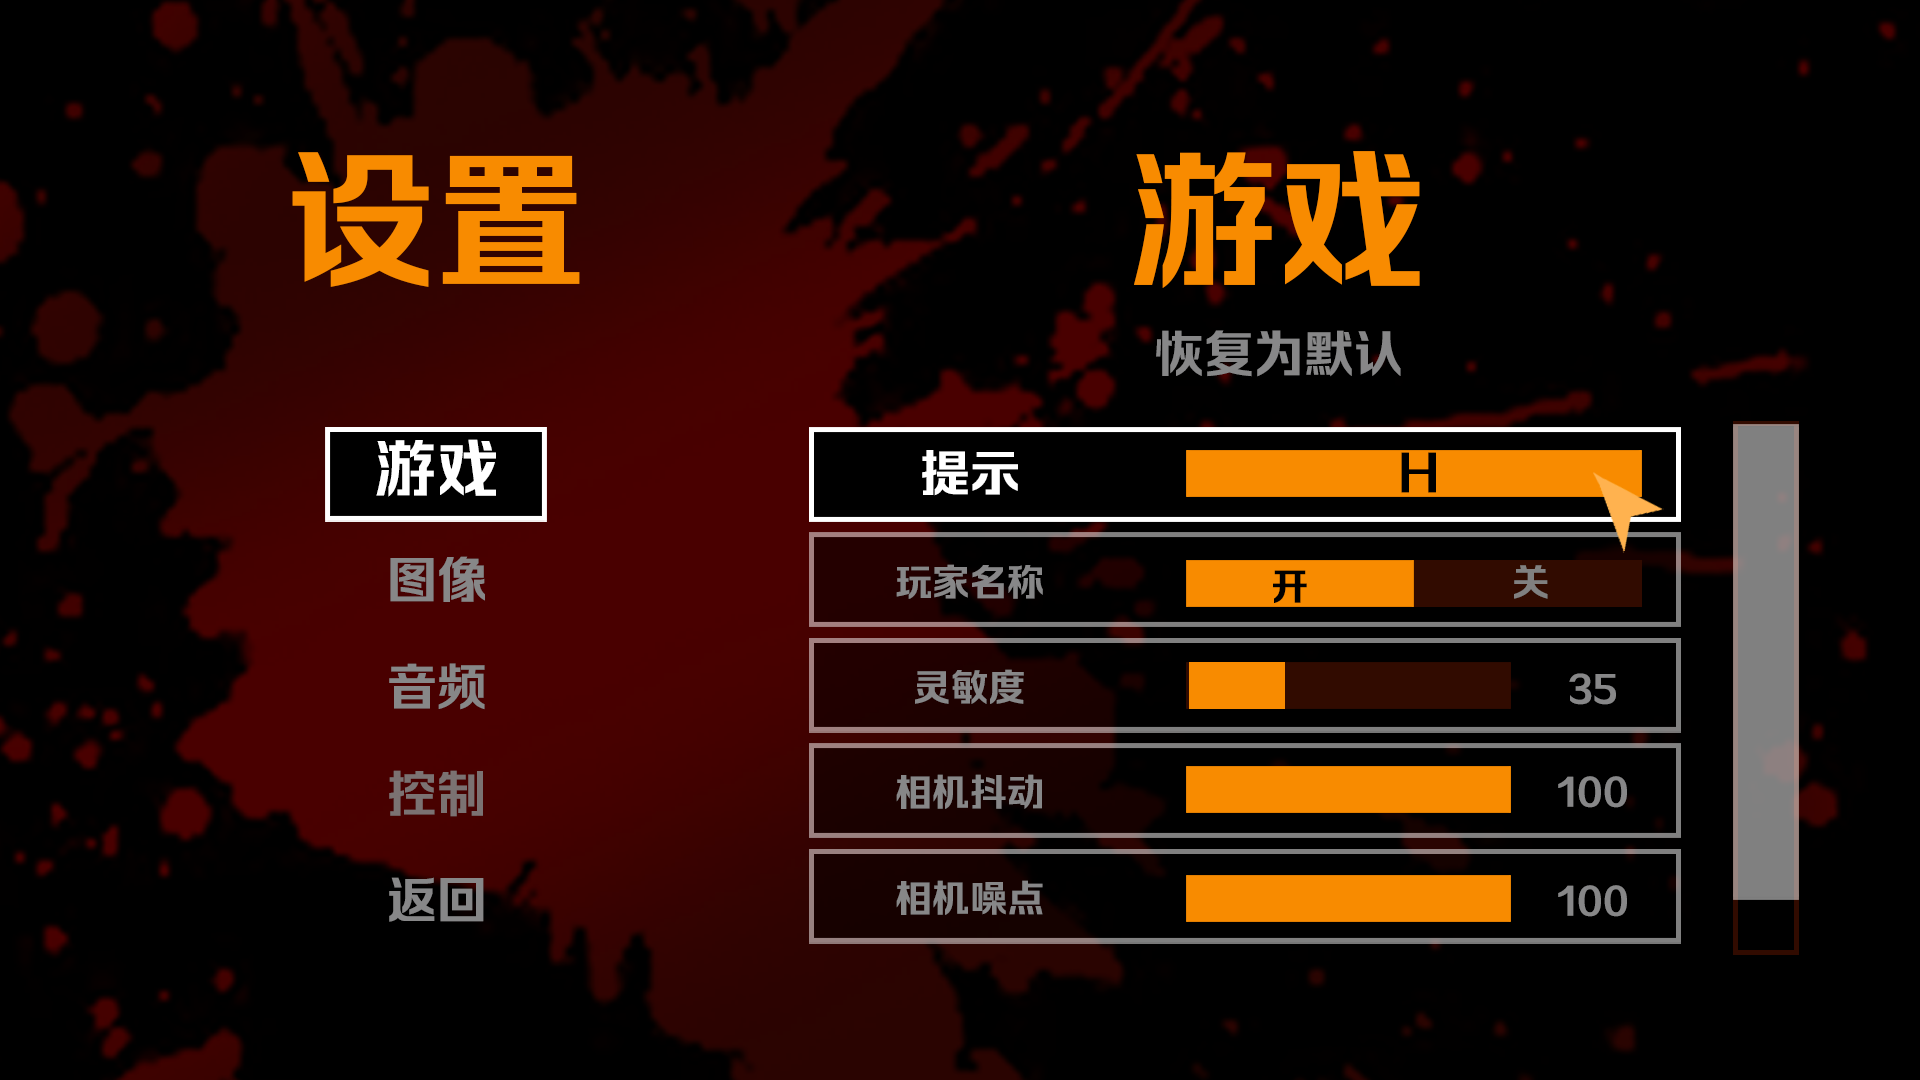 设置
游戏
图像
音频
控制
返回
游戏
恢复为默认
提示 H
玩家名称 开 关
灵敏度 35
相机抖动 100
相机噪点 100